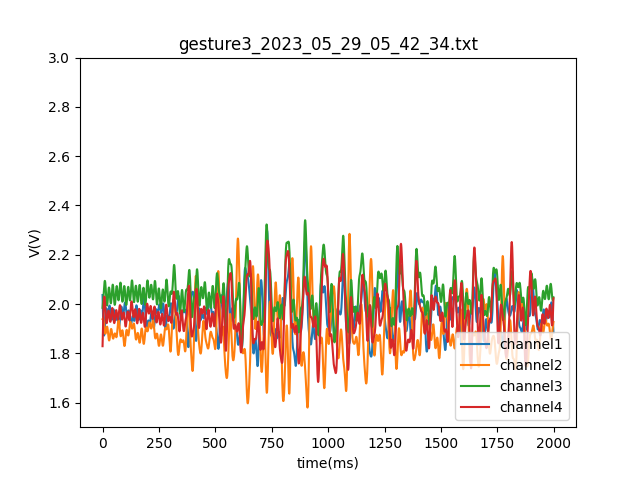 gesture3_2023_05_29_05_42_34.txt
3.0
2.8
2.6
2.4
2.2
2.0
1.8
1.6
V(V)
channel1
channel2
channel3
channel4
0 250 500 750 1000 1250 1500 1750 2000
time(ms)